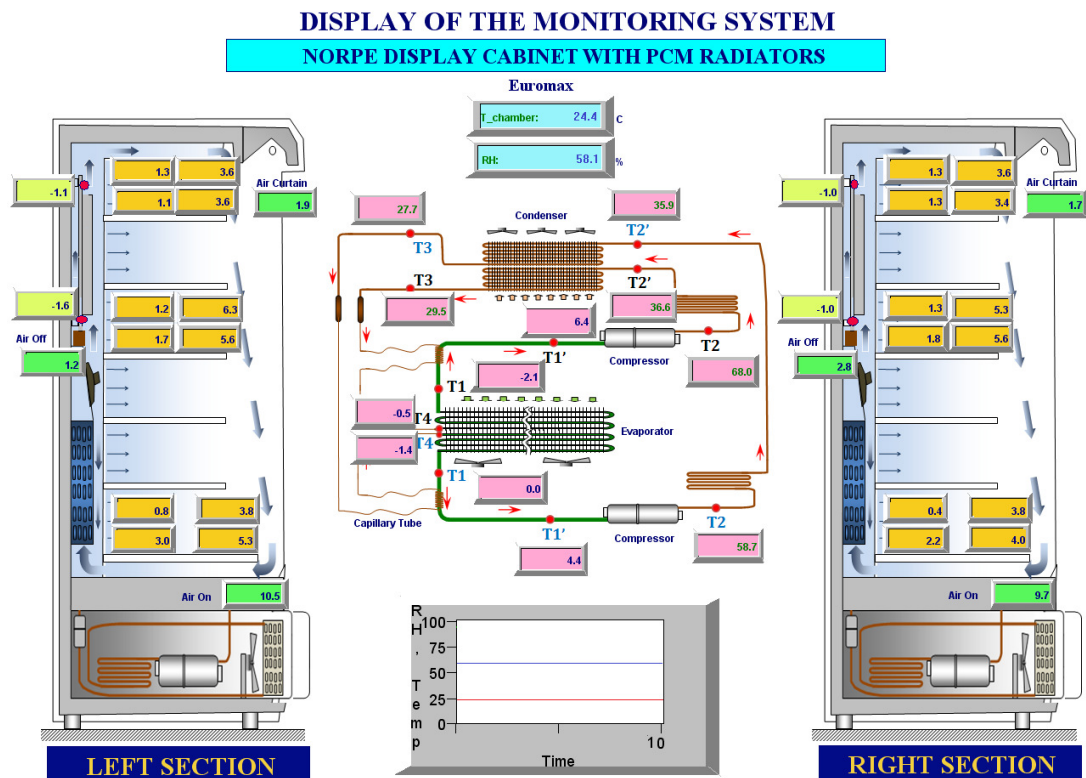 DISPLAY OF THE MONITORING SYSTEM
NORPE DISPLAY CABINET WITH PCM RADIATORS
Euromax
T_chamber: 24.4 C
RH: 58.1 %
-1.1
1.3 3.6
1.1 3.6
Air Curtain
1.9
-1.6
1.2 6.3
1.7 5.6
Air Off
1.2
0.8 3.8
3.0 5.3
Air On 10.5
LEFT SECTION
27.7
Condenser
35.9
T3
T2'
T3
T2'
29.5
36.6
6.4
T1'
Compressor
T2
68.0
-2.1
T1
-0.5
T4
T4
-1.4
Evaporator
T1
0.0
Capillary Tube
T1'
4.4
Compressor
T2
58.7
RH, Temp
100
75
50
25
0
10
Time
-1.0
1.3 3.6
1.3 3.4
Air Curtain
1.7
-1.0
1.3 5.3
1.8 5.6
Air Off
2.8
0.4 3.8
2.2 4.0
Air On 9.7
RIGHT SECTION